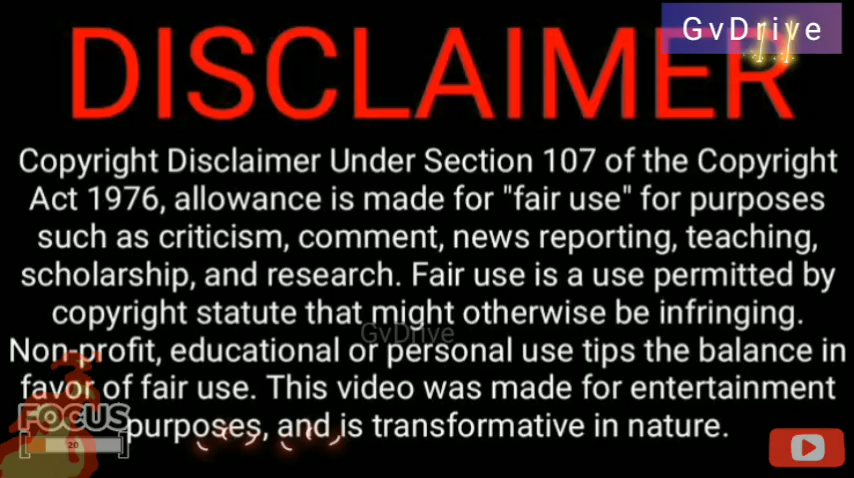 GvDrive
DISCLAIMER
Copyright Disclaimer Under Section 107 of the Copyright
Act 1976, allowance is made for "fair use" for purposes
such as criticism, comment, news reporting, teaching,
scholarship, and research. Fair use is a use permitted by
copyright statute that might otherwise be infringing.
GvDrive
Non-profit, educational or personal use tips the balance in
favor of fair use. This video was made for entertainment
purposes, and is transformative in nature.
FOCUS
20